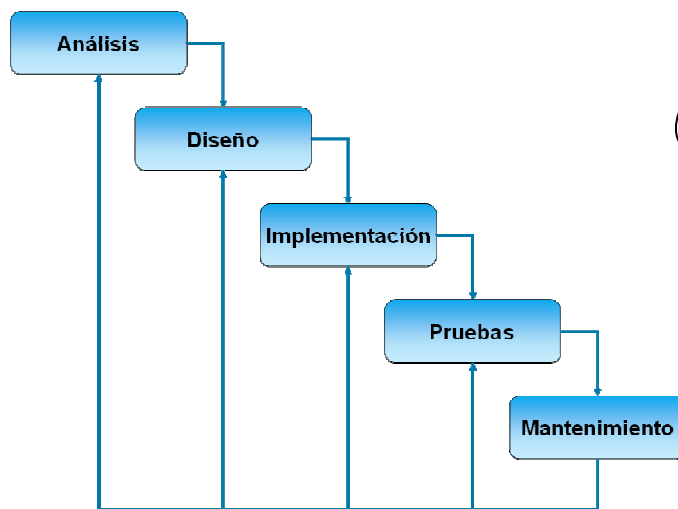 Análisis
Diseño
Implementación
Pruebas
Mantenimiento